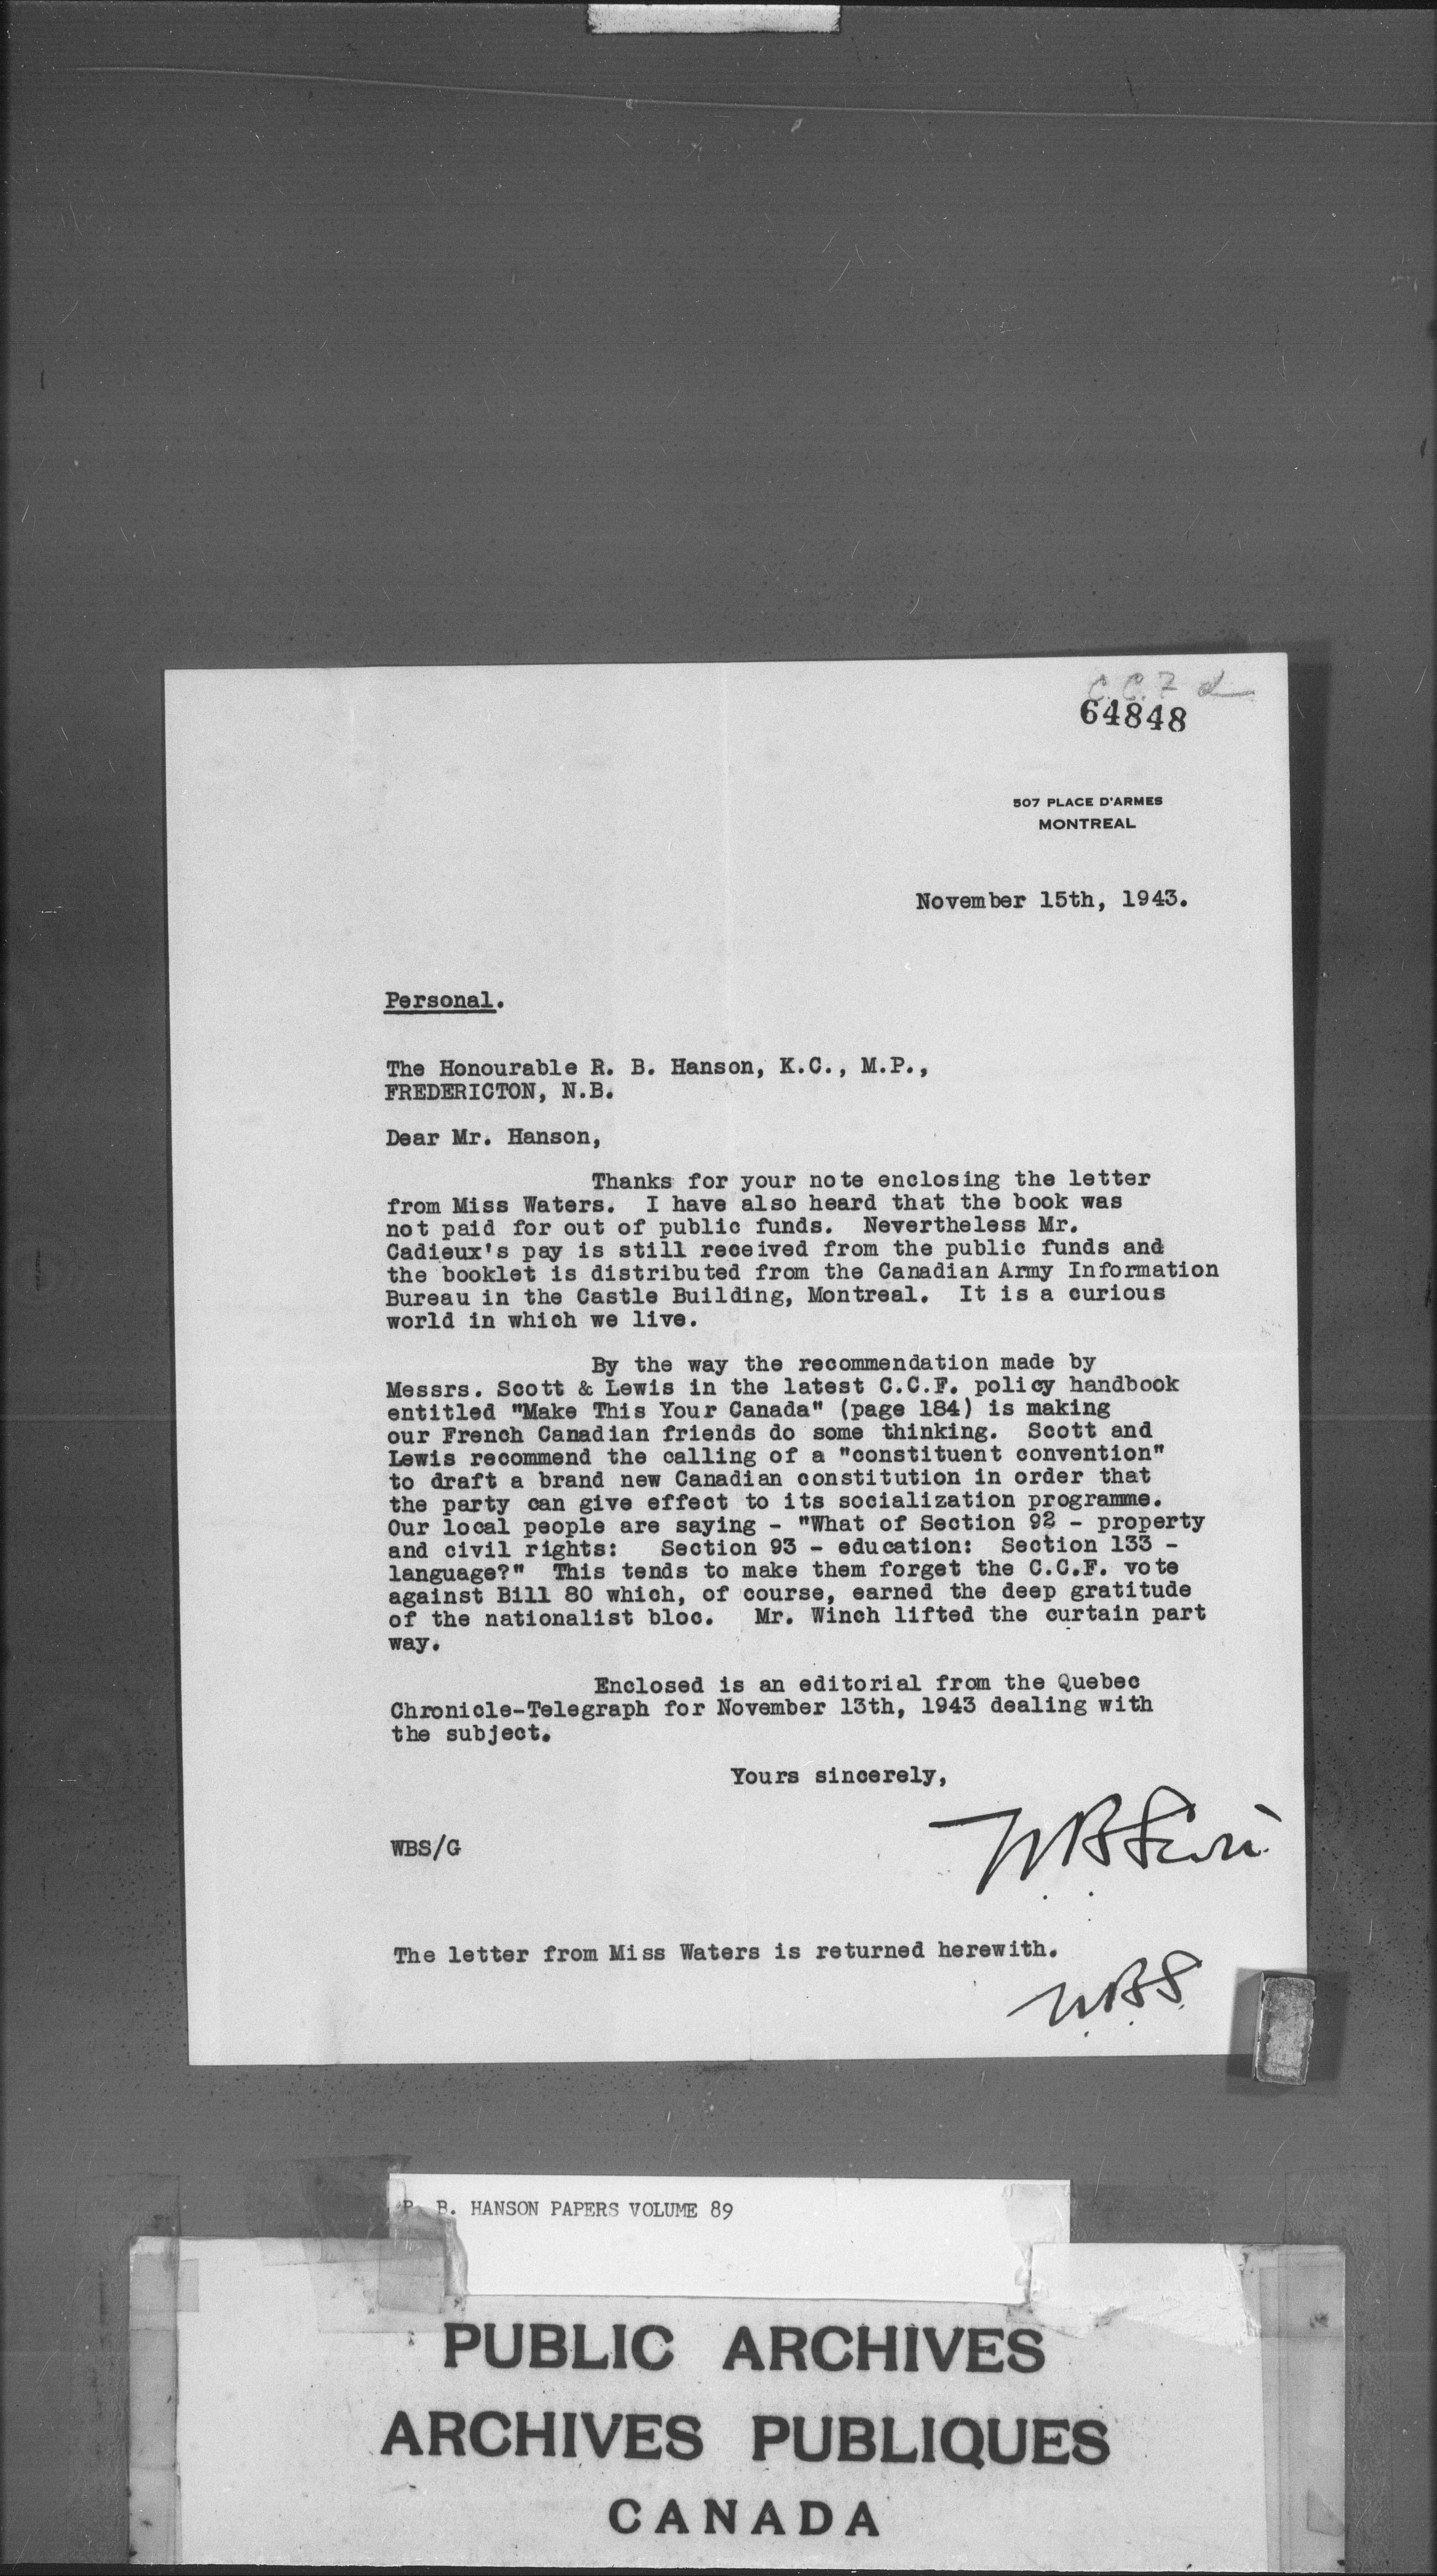 C.C.F.
64848
507 PLACE D'ARMES
MONTREAL
November 15th, 1943.
Personal.
The Honourable R. B. Hanson, K.C., M.P.,
FREDERICTON, N.B.
Dear Mr. Hanson,
Thanks for your note enclosing the letter
from Miss Waters. I have also heard that the book was
not paid for out of public funds. Nevertheless Mr.
Cadieux's pay is still received from the public funds and
the booklet is distributed from the Canadian Army Information
Bureau in the Castle Building, Montreal. It is a curious
world in which we live.
By the way the recommendation made by
Messrs. Scott & Lewis in the latest C.C.F. policy handbook
entitled "Make This Your Canada" (page 184) is making
our French Canadian friends do some thinking. Scott and
Lewis recommend the calling of a "constituent convention"
to draft a brand new Canadian constitution in order that
the party can give effect to its socialization programme.
Our local people are saying - "What of Section 92 - property
and civil rights: Section 93 - education: Section 133 -
language?" This tends to make them forget the C.C.F. vote
against Bill 80 which, of course, earned the deep gratitude
of the nationalist bloc. Mr. Winch lifted the curtain part
way.
Enclosed is an editorial from the Quebec
Chronicle-Telegraph for November 13th, 1943 dealing with
the subject.
Yours sincerely,
WBScott
WBS/G
The letter from Miss Waters is returned herewith.
W.B.S.
R. B. HANSON PAPERS VOLUME 89
PUBLIC ARCHIVES
ARCHIVES PUBLIQUES
CANADA